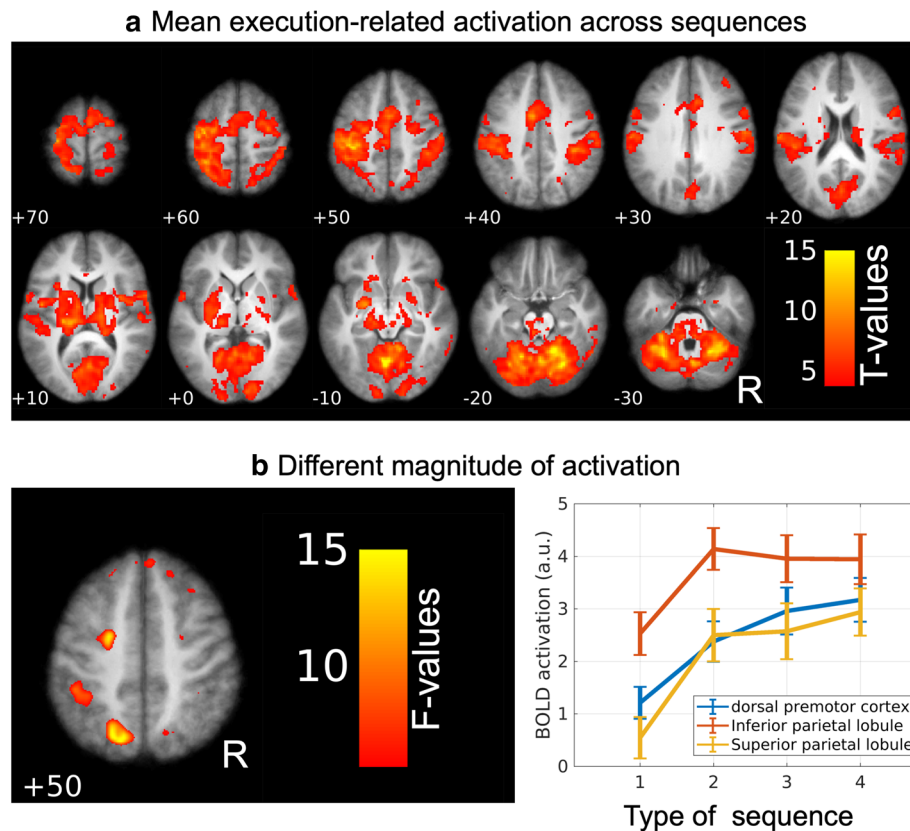 a Mean execution-related activation across sequences
+70
+60
+50
+40
+30
+20
+10
+0
-10
-20
-30
R
15
10
5
T-values
b Different magnitude of activation
+50
R
15
10
F-values
5
4
3
2
1
0
BOLD activation (a.u.)
dorsal premotor cortex
Inferior parietal lobule
Superior parietal lobule
1 2 3 4
Type of sequence